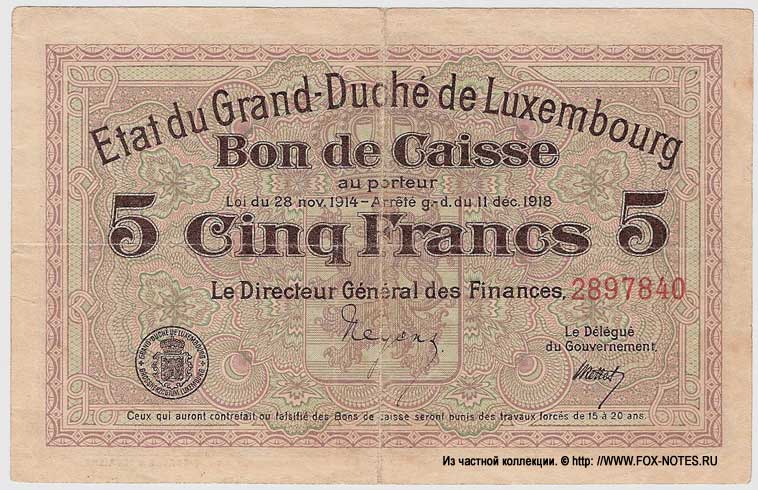 Etat du Grand-Duché de Luxembourg
Bon de Caisse
au porteur
Loi du 28 nov. 1914 - Arrêté g-d. du 11 déc. 1918
5 Cinq Francs 5
Le Directeur Général des Finances, 2897840
Neyens
Le Délégué
du Gouvernement.
Ceux qui auront contrefait ou falsifié des Bons de caisse seront punis des travaux forcés de 15 à 20 ans.
Из частной коллекции. © http: //WWW.FOX-NOTES.RU